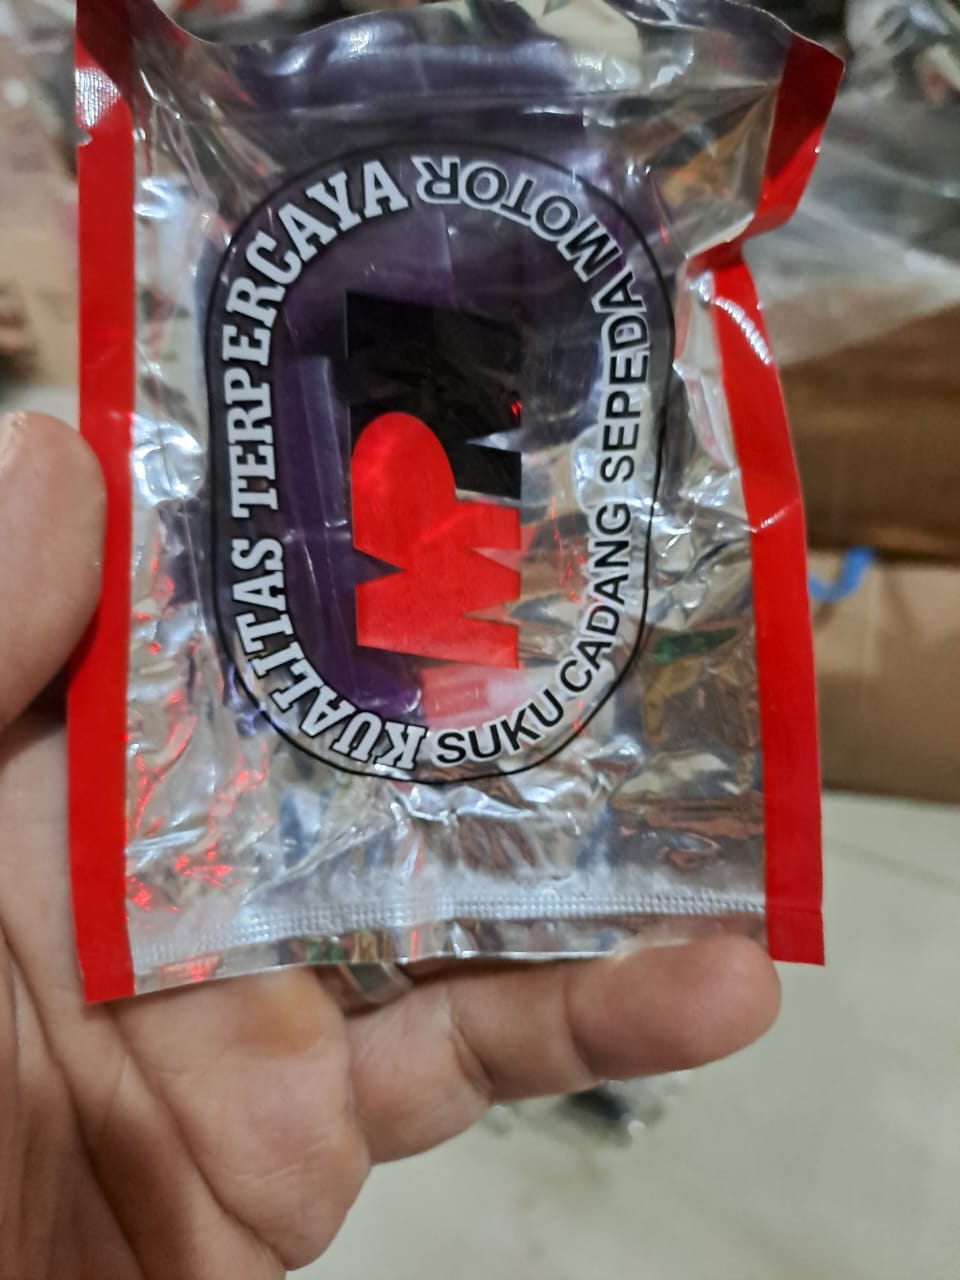 KUALITAS TERPERCAYA
SUKU CADANG SEPEDA MOTOR